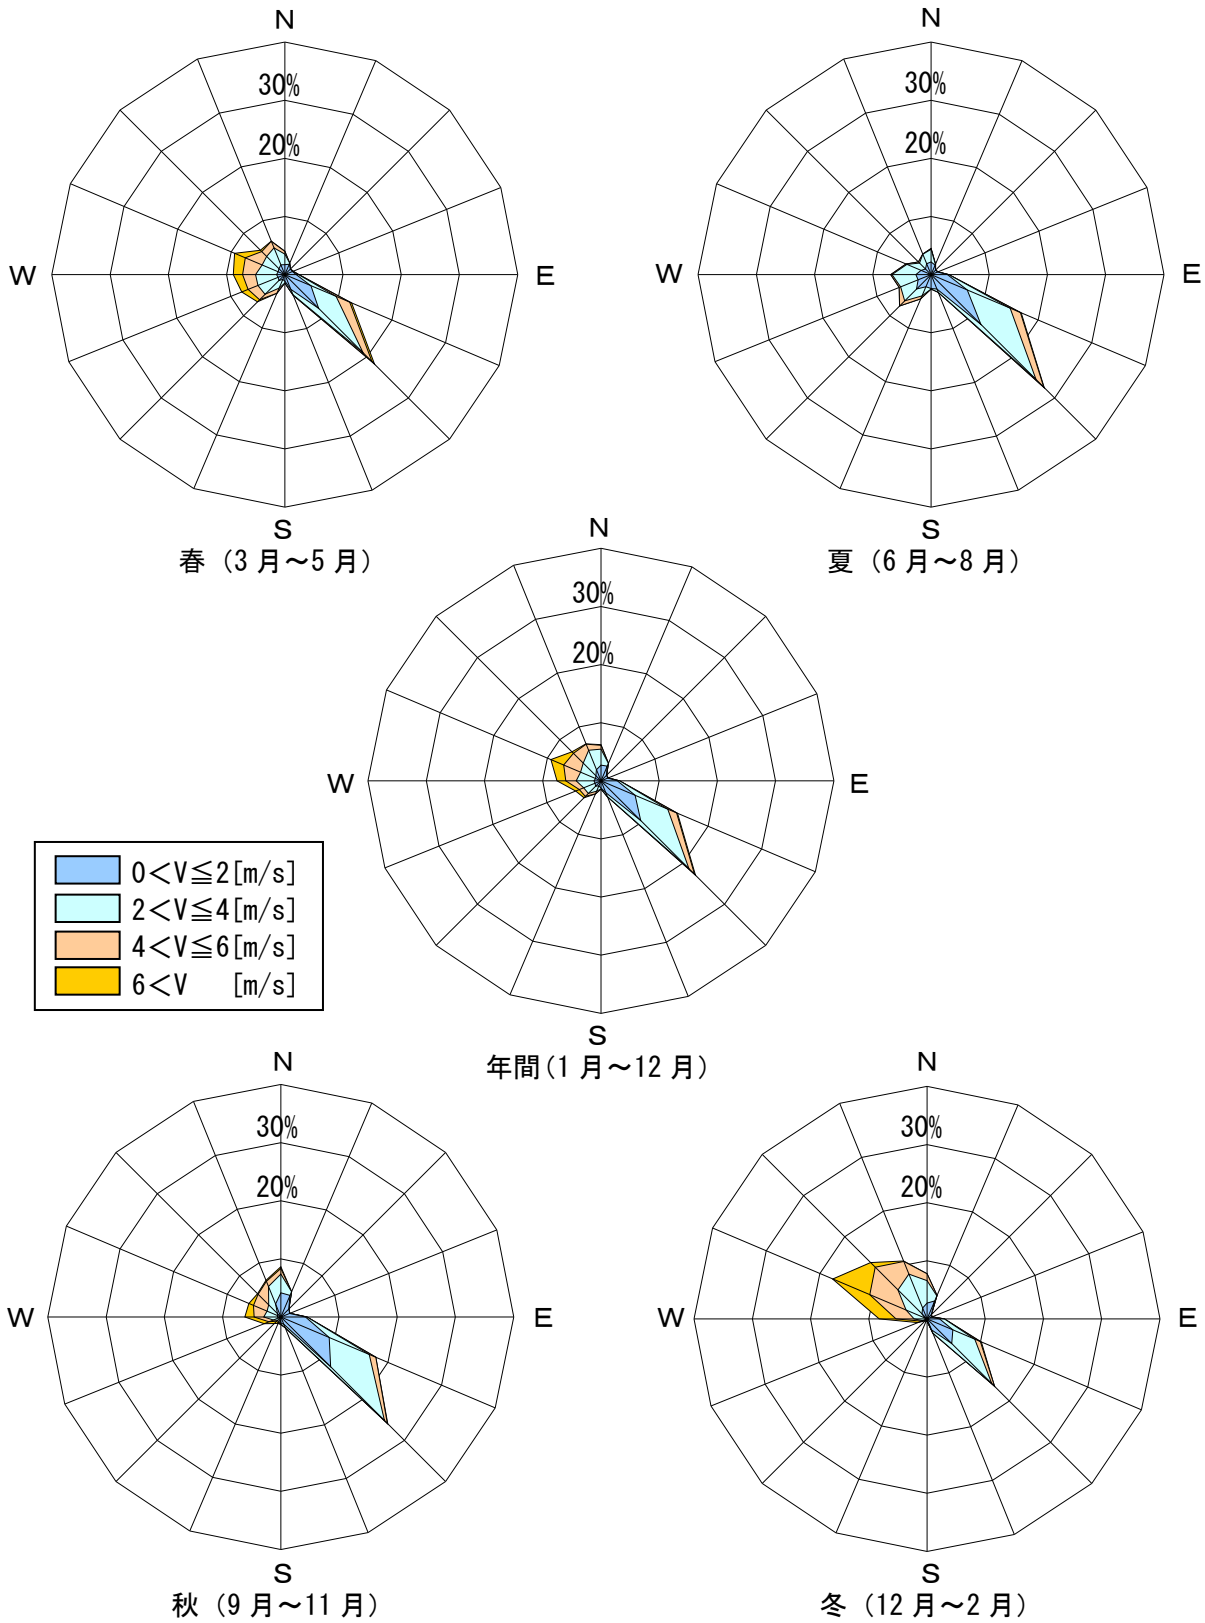 N
30%
20%
W
E
S
春（3 月～5 月）
N
30%
20%
W
E
S
夏（6 月～8 月）
N
30%
20%
W
E
S
年間(1 月～12 月)
0＜V≦2[m/s]
2＜V≦4[m/s]
4＜V≦6[m/s]
6＜V [m/s]
N
30%
20%
W
E
S
秋（9 月～11 月）
N
30%
20%
W
E
S
冬（12 月～2 月）